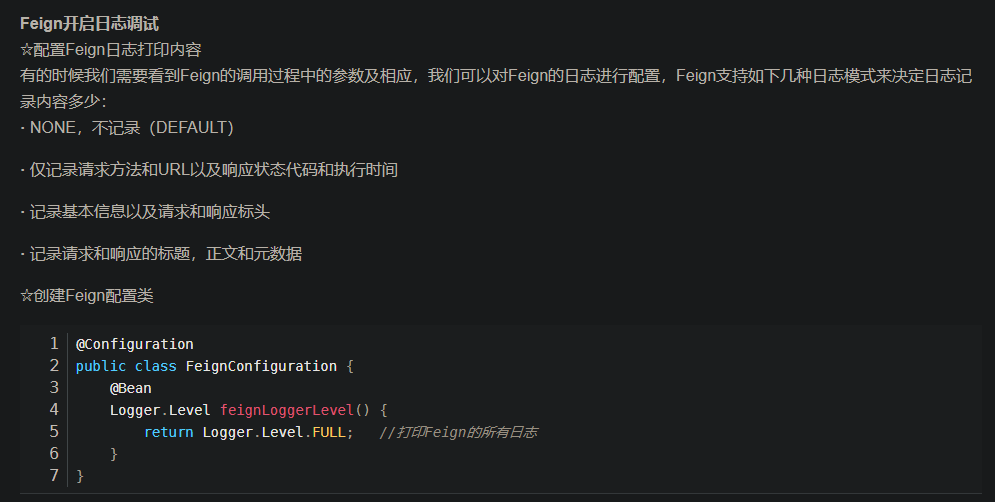 Feign开启日志调试
☆配置Feign日志打印内容
有的时候我们需要看到Feign的调用过程中的参数及相应，我们可以对Feign的日志进行配置，Feign支持如下几种日志模式来决定日志记
录内容多少：
· NONE，不记录（DEFAULT）
· 仅记录请求方法和URL以及响应状态代码和执行时间
· 记录基本信息以及请求和响应标头
· 记录请求和响应的标题，正文和元数据
☆创建Feign配置类
1 @Configuration
2 public class FeignConfiguration {
3     @Bean
4     Logger.Level feignLoggerLevel() {
5         return Logger.Level.FULL;   //打印Feign的所有日志
6     }
7 }